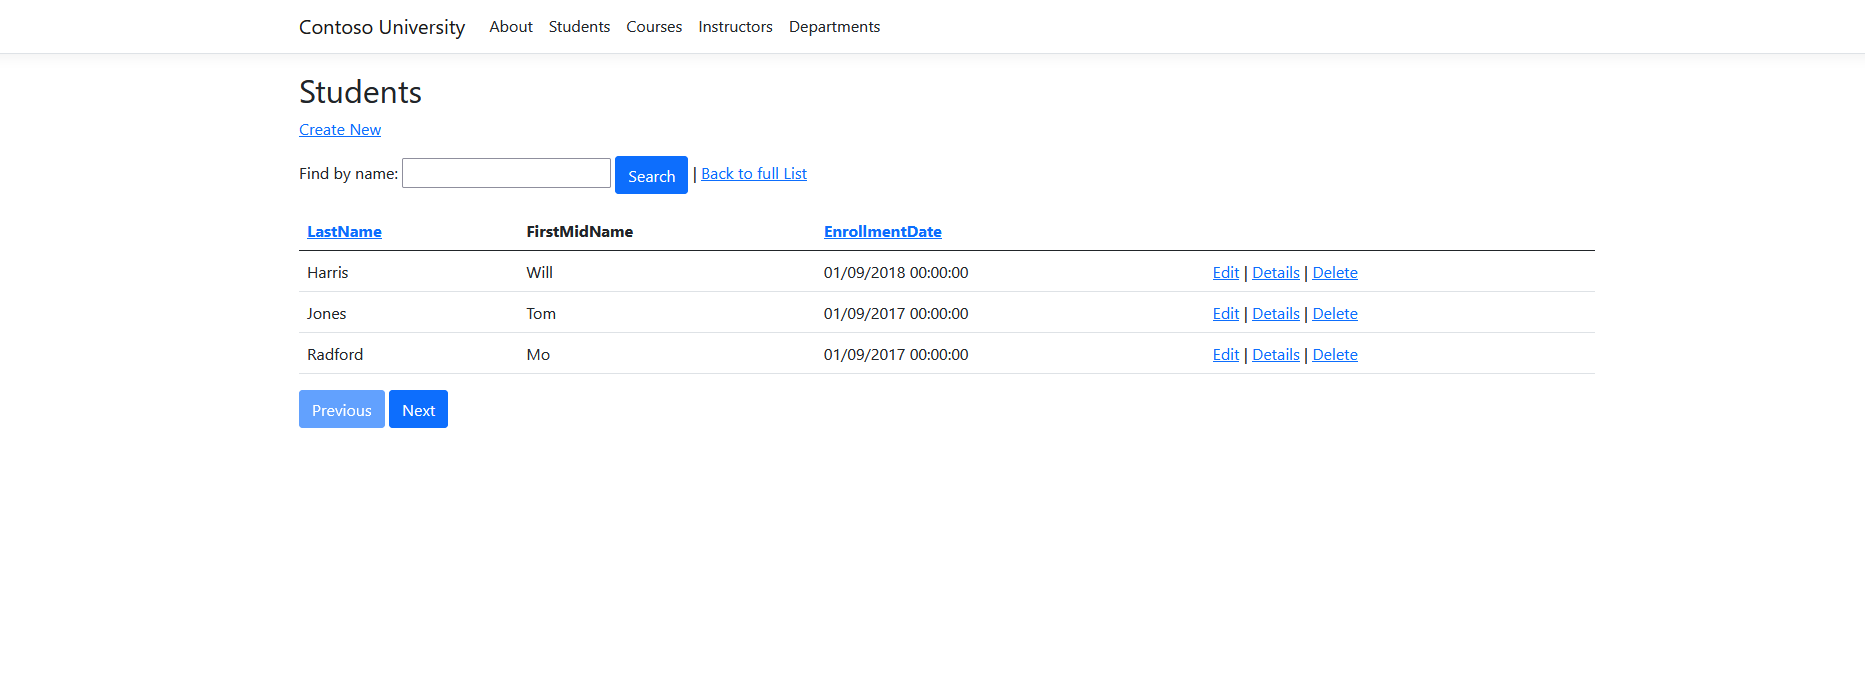 Contoso University About Students Courses Instructors Departments
Students
Create New
Find by name: Search | Back to full List
LastName FirstMidName EnrollmentDate
Harris Will 01/09/2018 00:00:00 Edit | Details | Delete
Jones Tom 01/09/2017 00:00:00 Edit | Details | Delete
Radford Mo 01/09/2017 00:00:00 Edit | Details | Delete
Previous Next